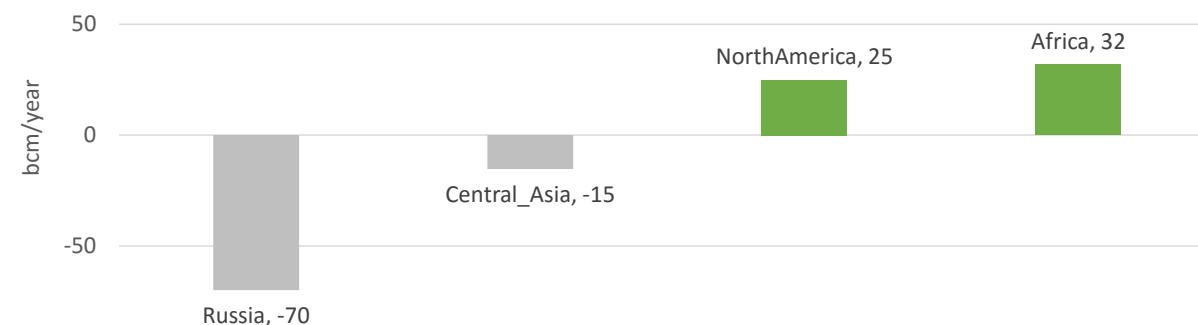 50
Africa, 32
NorthAmerica, 25
bcm/year
0
Central_Asia, -15
-50
Russia, -70